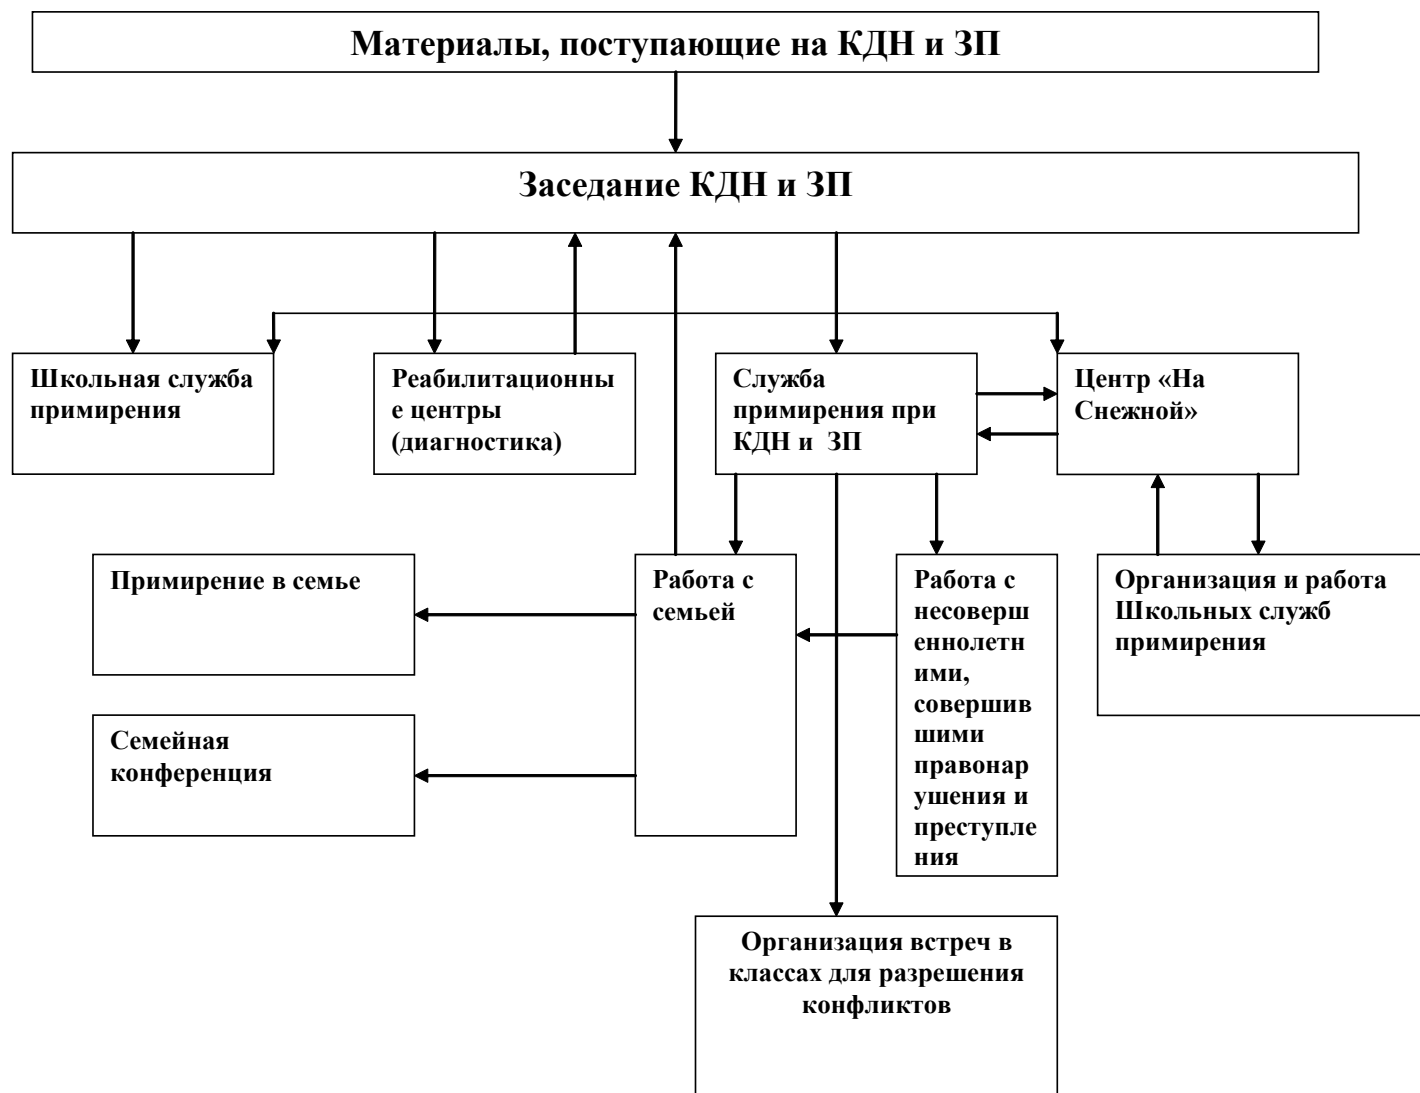 Материалы, поступающие на КДН и ЗП
Заседание КДН и ЗП
Школьная служба
примирения
Реабилитационны
е центры
(диагностика)
Служба
примирения при
КДН и ЗП
Центр «На
Снежной»
Примирение в семье
Работа с
семьей
Работа с
несоверш
еннолетн
ими,
совершив
шими
правонар
ушения и
преступле
ния
Организация и работа
Школьных служб
примирения
Семейная
конференция
Организация встреч в
классах для разрешения
конфликтов